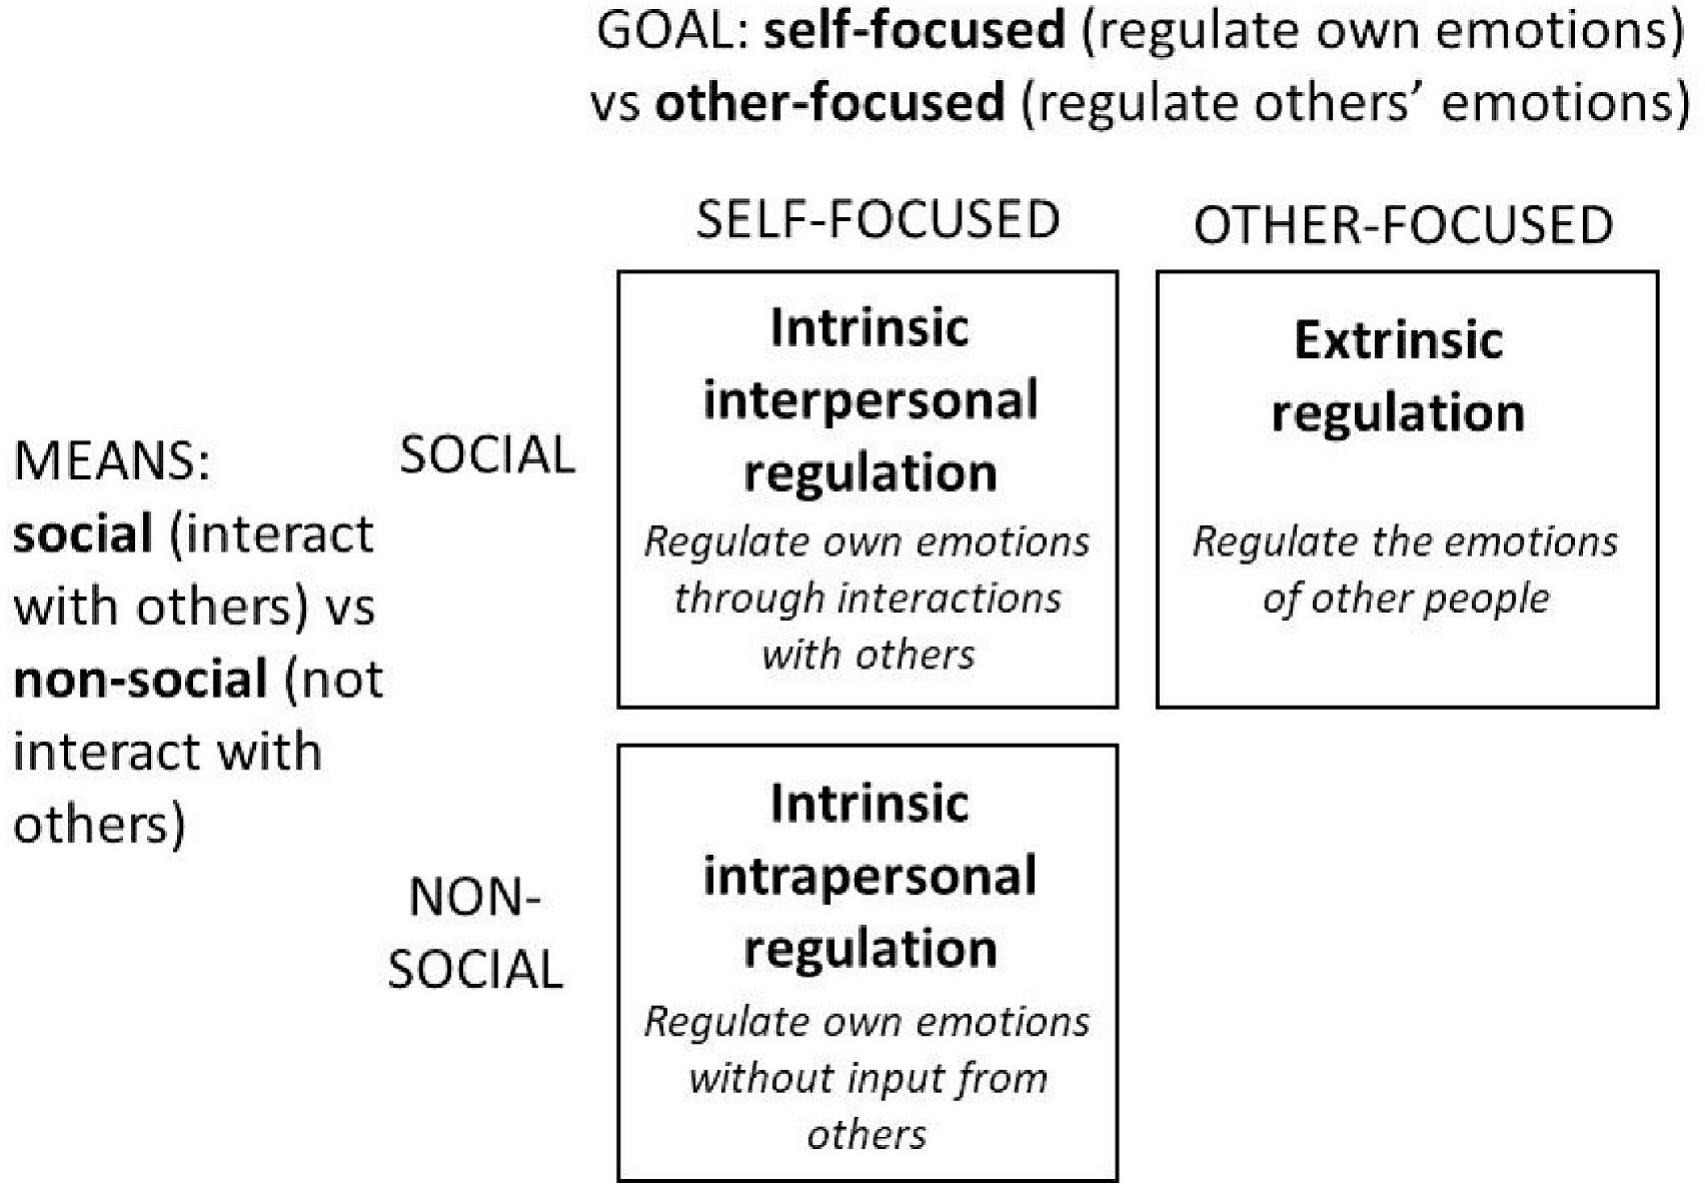 GOAL: self-focused (regulate own emotions)
vs other-focused (regulate others’ emotions)
SELF-FOCUSED
OTHER-FOCUSED
MEANS:
social (interact
with others) vs
non-social (not
interact with
others)
SOCIAL
Intrinsic
interpersonal
regulation
Regulate own emotions
through interactions
with others
Extrinsic
regulation
Regulate the emotions
of other people
NON-
SOCIAL
Intrinsic
intrapersonal
regulation
Regulate own emotions
without input from
others